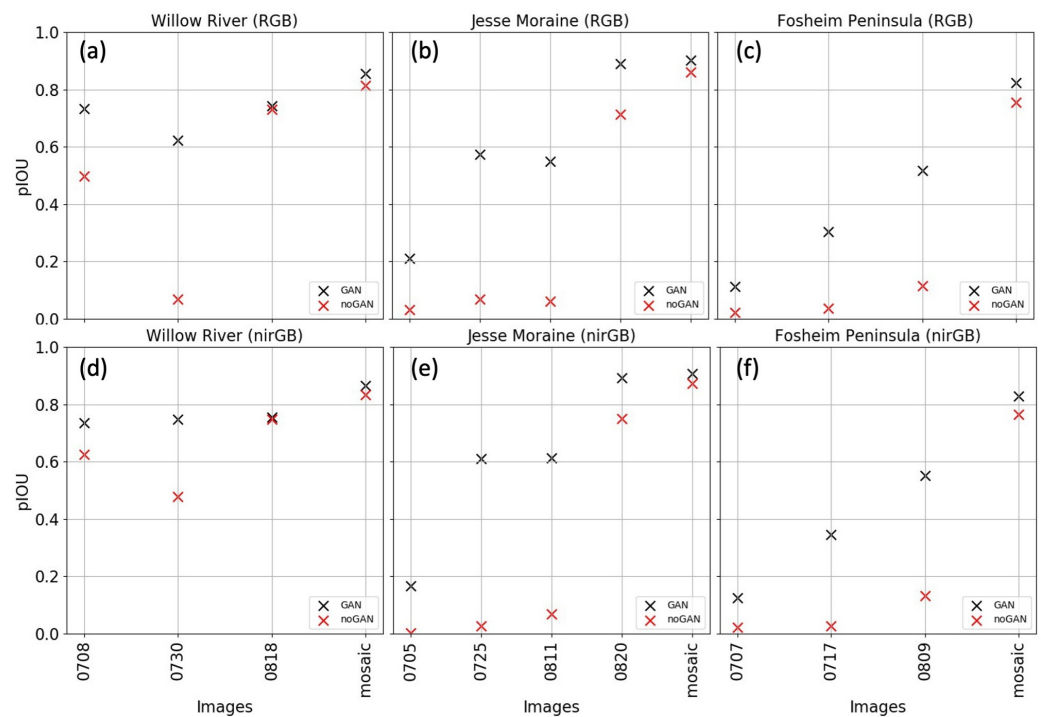 Willow River (RGB)
Jesse Moraine (RGB)
Fosheim Peninsula (RGB)
(a)
(b)
(c)
1.0
0.8
0.6
0.4
0.2
0.0
pIOU
GAN
noGAN
GAN
noGAN
GAN
noGAN
Willow River (nirGB)
Jesse Moraine (nirGB)
Fosheim Peninsula (nirGB)
(d)
(e)
(f)
1.0
0.8
0.6
0.4
0.2
0.0
pIOU
GAN
noGAN
GAN
noGAN
GAN
noGAN
0708
0730
0818
mosaic
0705
0725
0811
0820
mosaic
0707
0717
0809
mosaic
Images
Images
Images